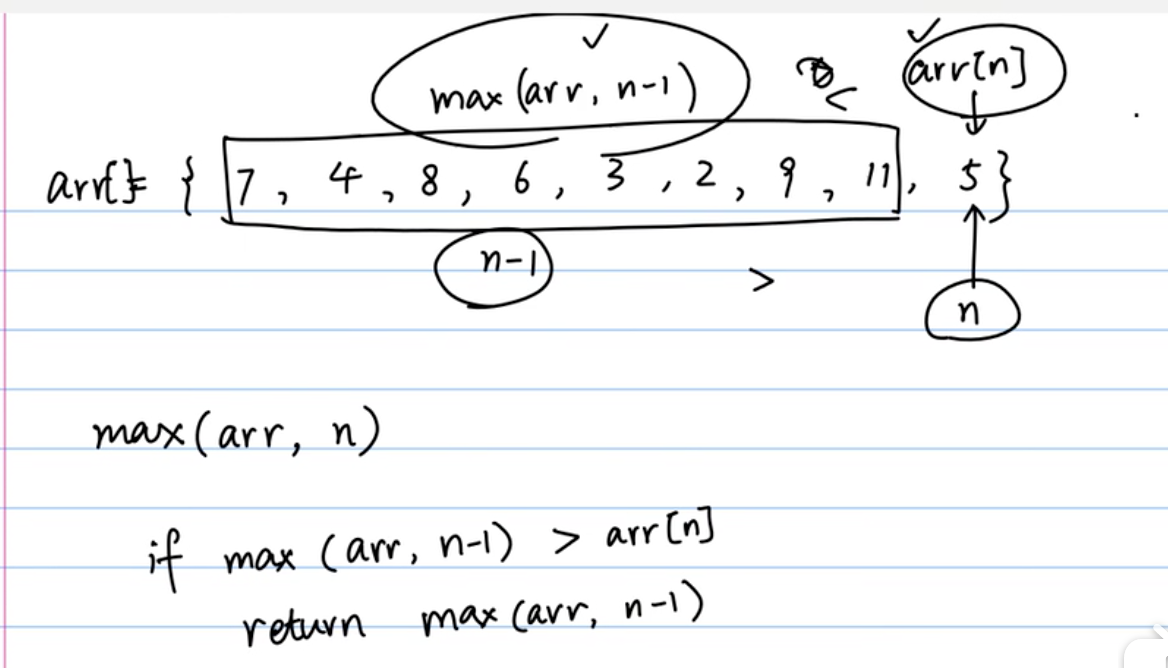 max (arr, n-1) < arr[n]
arr[]= { 7, 4, 8, 6, 3, 2, 9, 11, 5}
n-1 > n
max(arr, n)
if max (arr, n-1) > arr[n]
return max (arr, n-1)